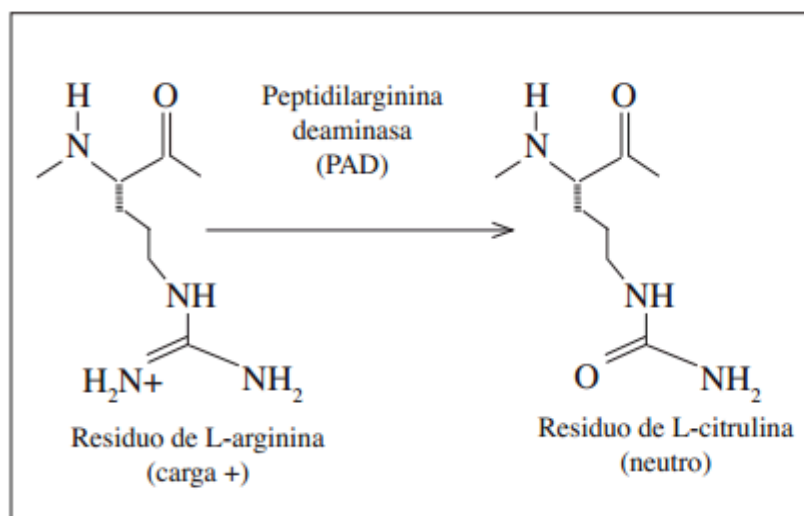 H
O
N
NH
H₂N+
NH₂
Residuo de L-arginina
(carga +)
Peptidilarginina
deaminasa
(PAD)
H
O
N
NH
O
NH₂
Residuo de L-citrulina
(neutro)